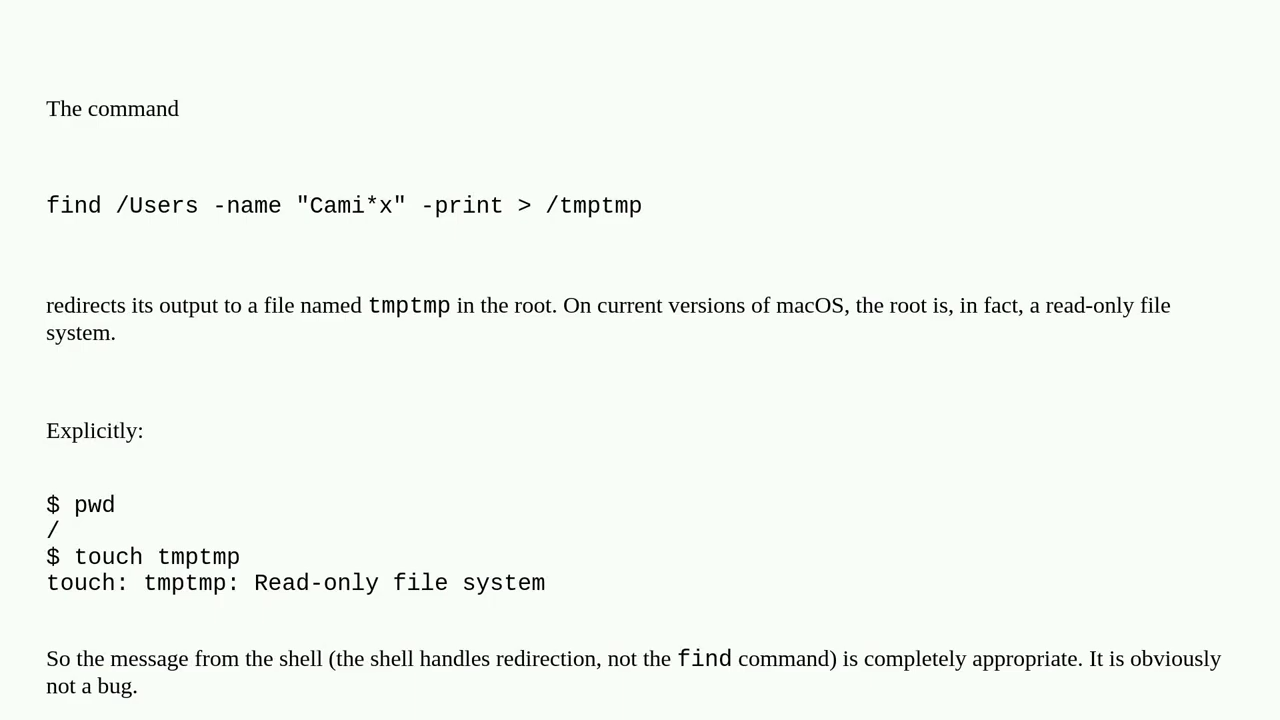 The command
find /Users -name "Cami*x" -print > /tmptmp
redirects its output to a file named tmptmp in the root. On current versions of macOS, the root is, in fact, a read-only file
system.
Explicitly:
$ pwd
/
$ touch tmptmp
touch: tmptmp: Read-only file system
So the message from the shell (the shell handles redirection, not the find command) is completely appropriate. It is obviously
not a bug.